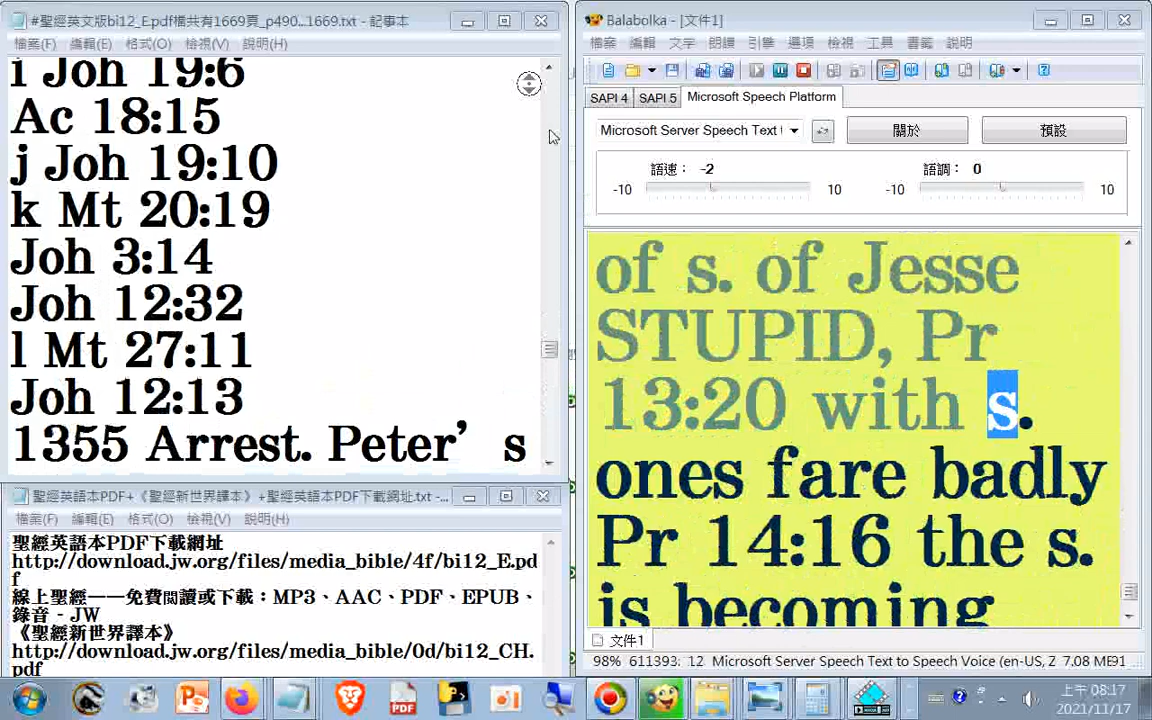 #聖經英文版bi12_E.pdf檔共有1669頁_p490...1669.txt - 記事本
檔案(F) 編輯(E) 格式(O) 檢視(V) 說明(H)
i Joh 19:6
Ac 18:15
j Joh 19:10
k Mt 20:19
Joh 3:14
Joh 12:32
l Mt 27:11
Joh 12:13
1355 Arrest. Peter’s
聖經英語本PDF+《聖經新世界譯本》+聖經英語本PDF下載網址.txt -...
檔案(F) 編輯(E) 格式(O) 檢視(V) 說明(H)
聖經英語本PDF下載網址
http://download.jw.org/files/media_bible/4f/bi12_E.pd
f
線上聖經——免費閱讀或下載：MP3、AAC、PDF、EPUB、
錄音 - JW
《聖經新世界譯本》
http://download.jw.org/files/media_bible/0d/bi12_CH.
pdf
Balabolka - [文件1]
檔案 編輯 文字 朗讀 引擎 選項 檢視 工具 書籤 說明
SAPI 4 SAPI 5 Microsoft Speech Platform
Microsoft Server Speech Text 關於 預設
語速： -2 語調： 0
-10 10 -10 10
of s. of Jesse
STUPID, Pr
13:20 with s.
ones fare badly
Pr 14:16 the s.
is becoming
文件1
98% 611393: 12 Microsoft Server Speech Text to Speech Voice (en-US, Z 7.08 ME91
PDF
上午 08:17
2021/11/17